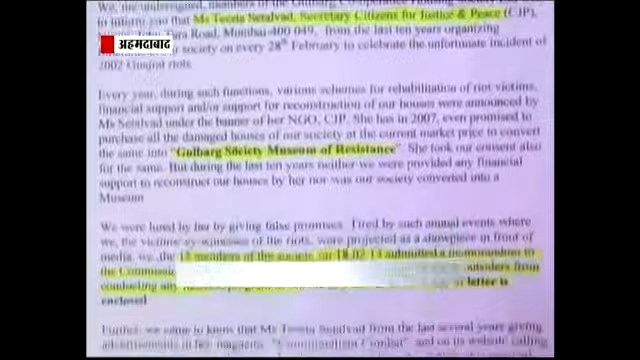 We, the undersigned, members of the Gulbarg
to inform you that Ms Teesta Setalvad, Secretary Citizens for Justice & Peace (CJP),
अहमदाबाद
Tara Road, Mumbai-400 049, from the last ten years organizing
society on every 28th February to celebrate the unfortunate incident of
2002 Gujarat riots
Every year, during such functions, various schemes for rehabilitation of riot victims,
financial support and/or support for reconstruction of our houses were announced by
Ms Setalvad under the banner of her NGO, CJP. She has in 2007, even promised to
purchase all the damaged houses of our society at the current market price to convert
the same into "Gulbarg Society Museum of Resistance". She took our consent also
for the same. But during the last ten years neither we were provided any financial
support to reconstruct our houses by her nor was our society converted into a
Museum
We were lured by her by giving false promises. Tired by such annual events where
we, the victims/eye-witnesses of the riots, were projected as a showpiece in front of
media, we, the 12 members of the society, on 18.02.13 submitted a memorandum to
the Commissi
outsiders from
conducting any
letter is
enclosed
Further, we came to know that Ms Teesta Setalvad from the last several years giving
advertisements in her magazine, "Communalism Combat" and on its website calling